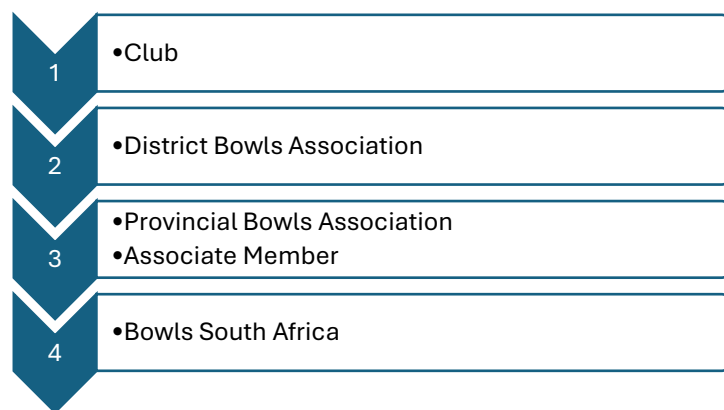 1
•Club
2
•District Bowls Association
3
•Provincial Bowls Association
•Associate Member
4
•Bowls South Africa